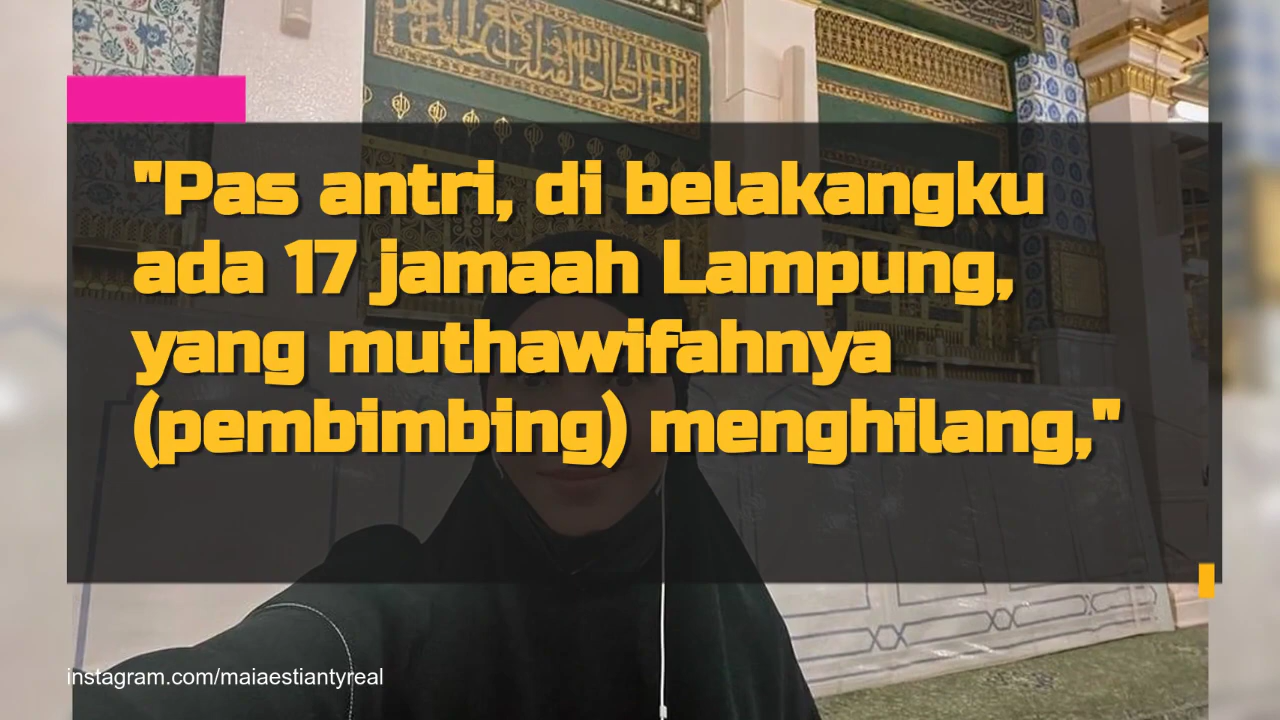 "Pas antri, di belakangku
ada 17 jamaah Lampung,
yang muthawifahnya
(pembimbing) menghilang,"
instagram.com/maiaestiantyreal